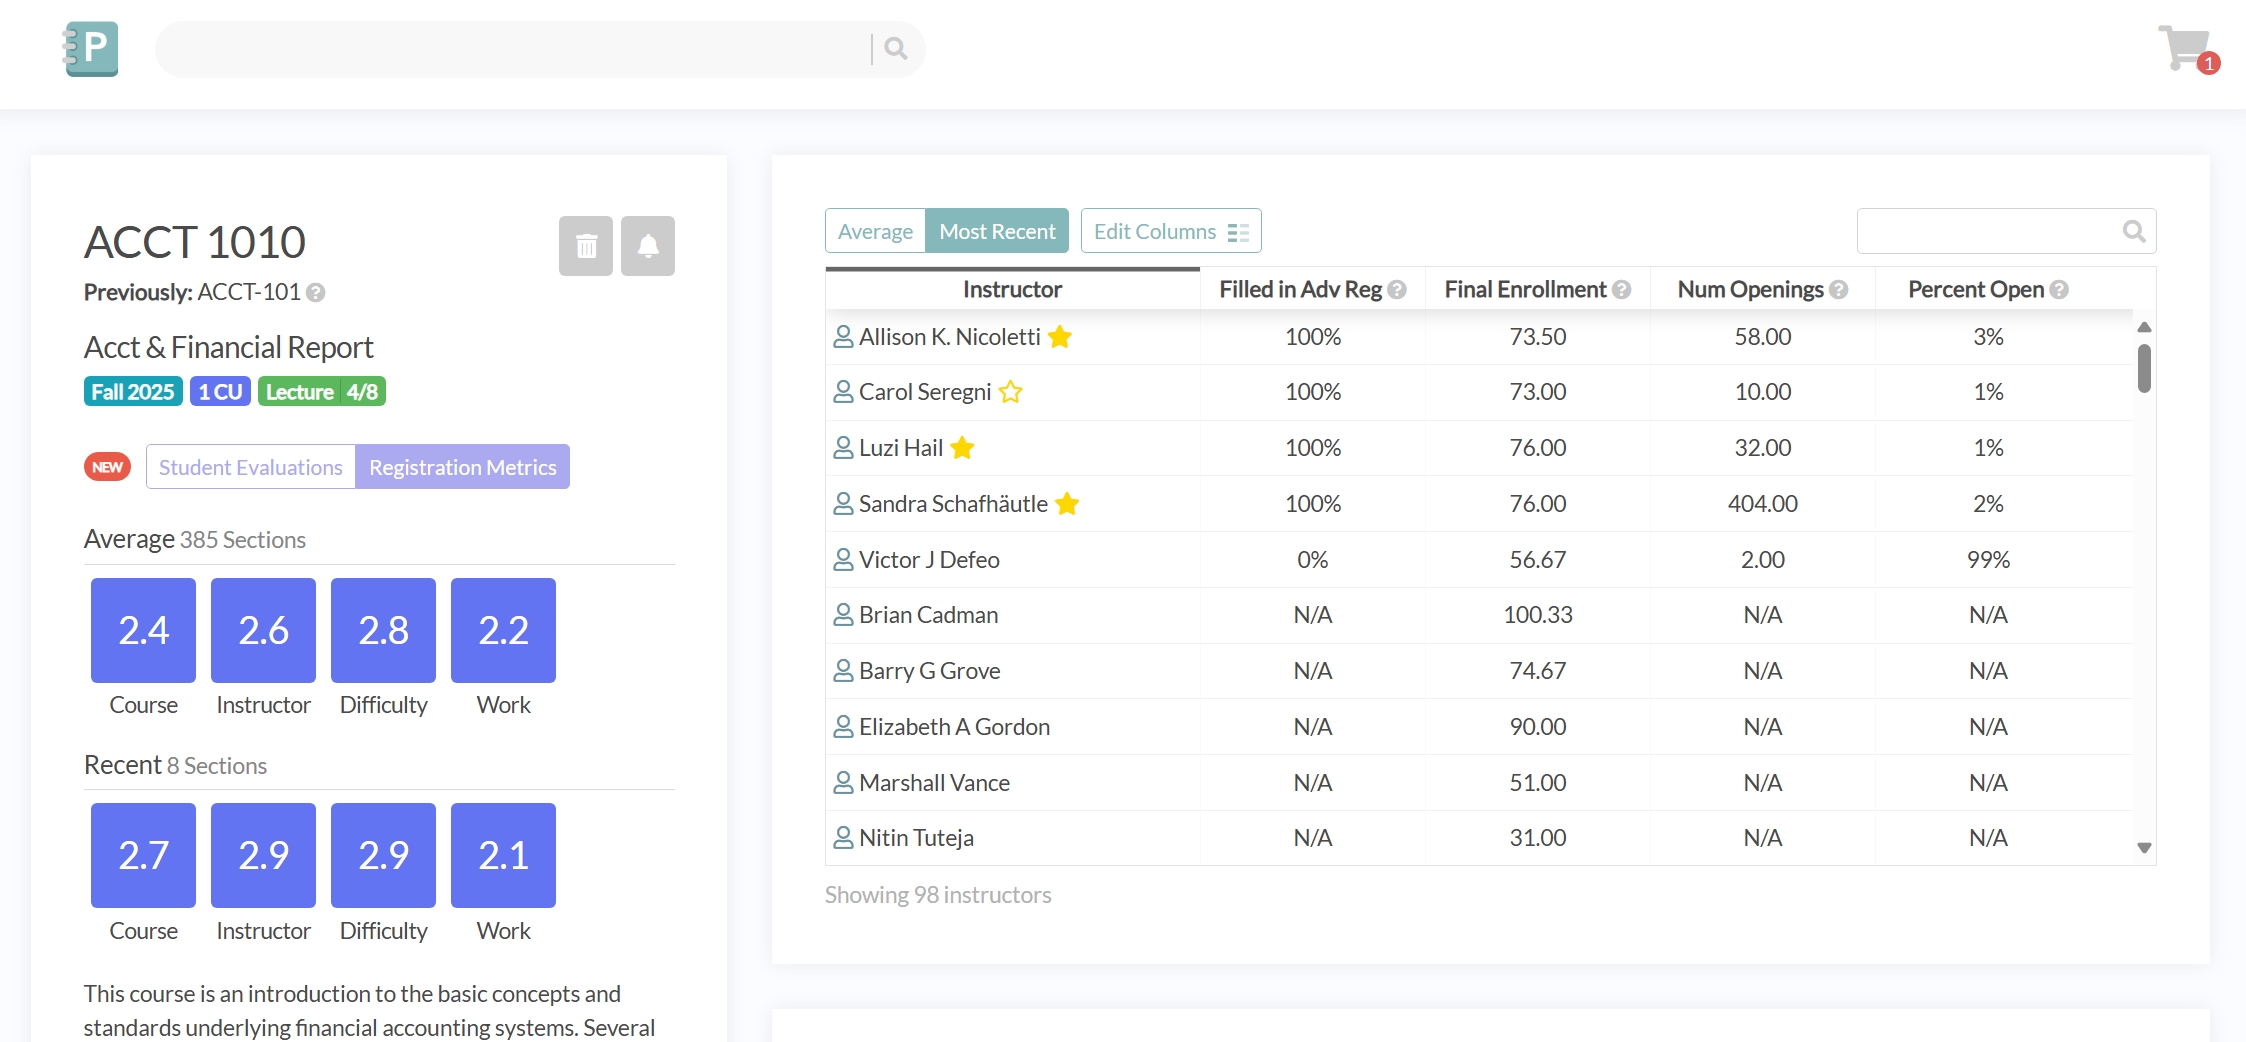 P
1
ACCT 1010
Previously: ACCT-101 ?
Acct & Financial Report
Fall 2025 1 CU Lecture 4/8
NEW Student Evaluations Registration Metrics
Average 385 Sections
2.4 2.6 2.8 2.2
Course Instructor Difficulty Work
Recent 8 Sections
2.7 2.9 2.9 2.1
Course Instructor Difficulty Work
This course is an introduction to the basic concepts and
standards underlying financial accounting systems. Several
Average Most Recent Edit Columns
Instructor Filled in Adv Reg ? Final Enrollment ? Num Openings ? Percent Open ?
Allison K. Nicoletti 100% 73.50 58.00 3%
Carol Seregni 100% 73.00 10.00 1%
Luzi Hail 100% 76.00 32.00 1%
Sandra Schafhäutle 100% 76.00 404.00 2%
Victor J Defeo 0% 56.67 2.00 99%
Brian Cadman N/A 100.33 N/A N/A
Barry G Grove N/A 74.67 N/A N/A
Elizabeth A Gordon N/A 90.00 N/A N/A
Marshall Vance N/A 51.00 N/A N/A
Nitin Tuteja N/A 31.00 N/A N/A
Showing 98 instructors